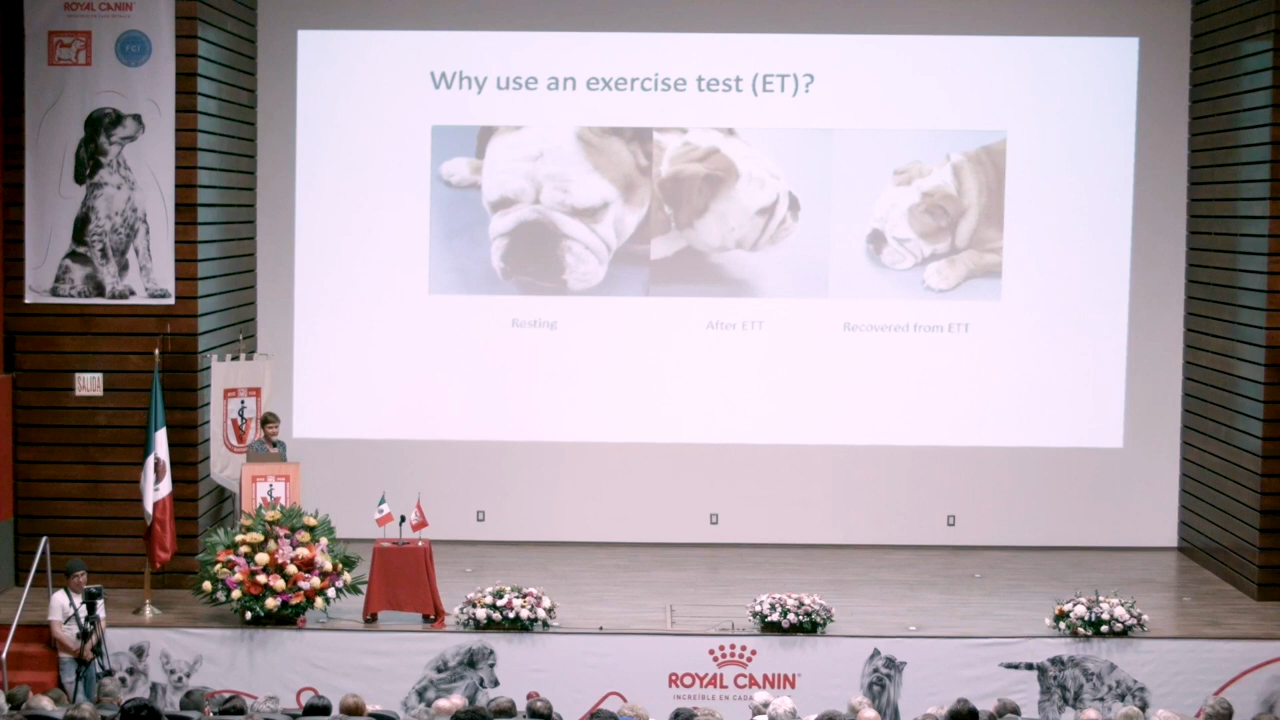 ROYAL CANIN
FCI
Why use an exercise test (ET)?
Resting
After ETT
Recovered from ETT
SALIDA
ROYAL CANIN
INCREÍBLE EN CADA